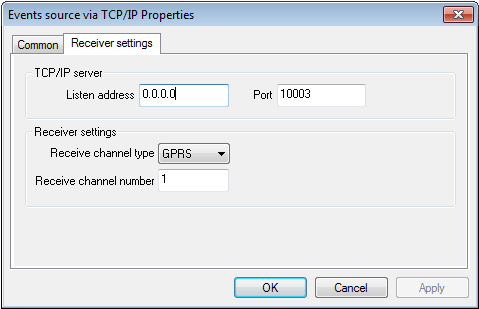 Events source via TCP/IP Properties
Common Receiver settings
TCP/IP server
Listen address 0.0.0.0 Port 10003
Receiver settings
Receive channel type GPRS
Receive channel number 1
OK Cancel Apply